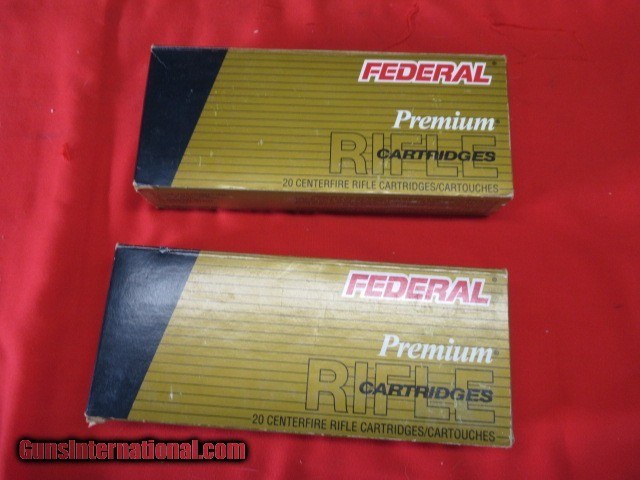 FEDERAL
Premium
RIFLE
CARTRIDGES
20 CENTERFIRE RIFLE CARTRIDGES/CARTOUCHES
FEDERAL
Premium
RIFLE
CARTRIDGES
20 CENTERFIRE RIFLE CARTRIDGES/CARTOUCHES
GunsInternational.com